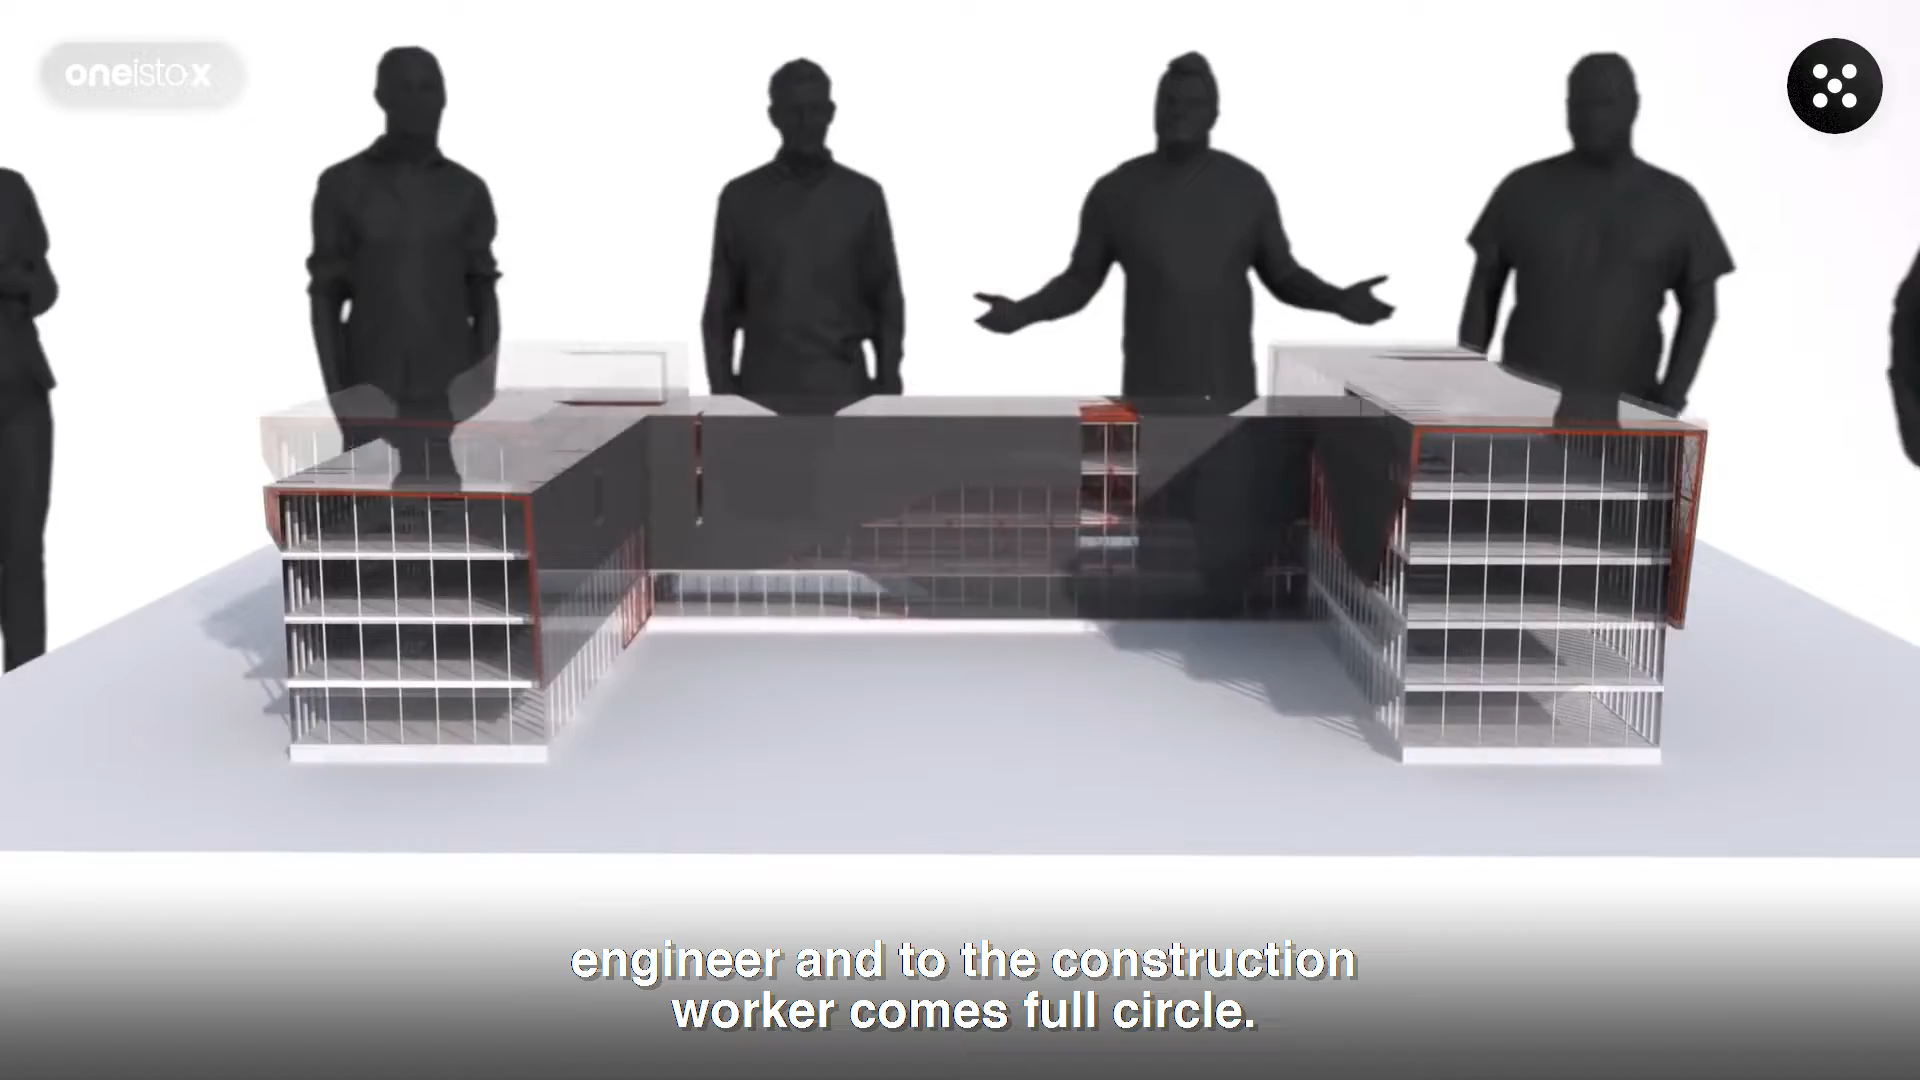 oneistox
engineer and to the construction
worker comes full circle.